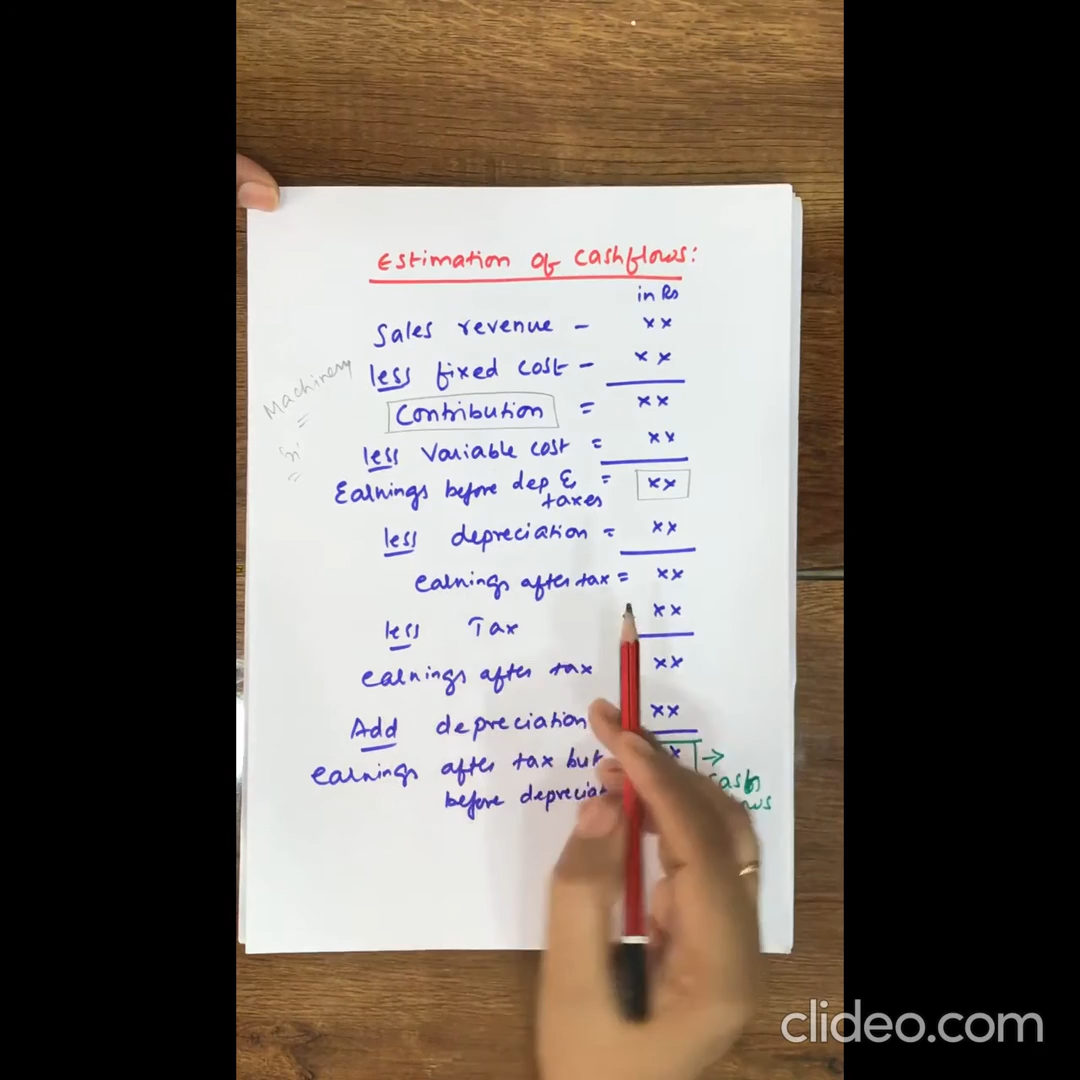 Estimation of Cashflows:
in Rs
Sales revenue - xx
less fixed cost - xx
Machinery
Contribution = xx
less Variable cost = xx
'n'
Earnings before dep & taxes = xx
less depreciation = xx
earnings after tax = xx
less Tax xx
earnings after tax xx
Add depreciation xx
earnings after tax but x →
before
clideo.com